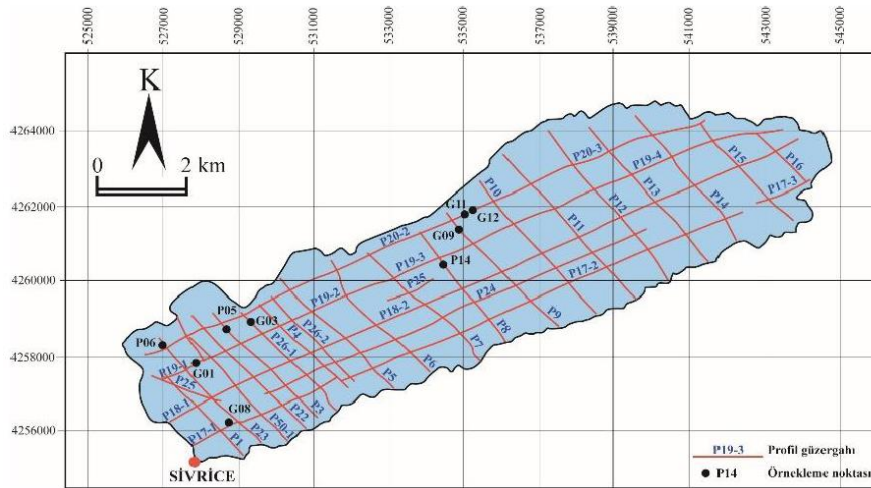 525000 527000 529000 531000 533000 535000 537000 539000 541000 543000 545000
4264000
4262000
4260000
4258000
4256000
K
0 2 km
P20-3
P19-4
P15
P16
P17-3
P10
P13
P14
P12
G11
G12
G09
P20-2
P11
P19-3
P14
P17-2
P25
P24
P19-2
P18-2
P05
G03
P26-2
P4
P26-1
P8
P9
P7
P06
P19-1
G01
P25
P6
P5
P18-1
G08
P3
P22
P50-1
P17-1
P1
P23
SİVRİCE
P19-3 Profil güzergahı
P14 Örnekleme noktası